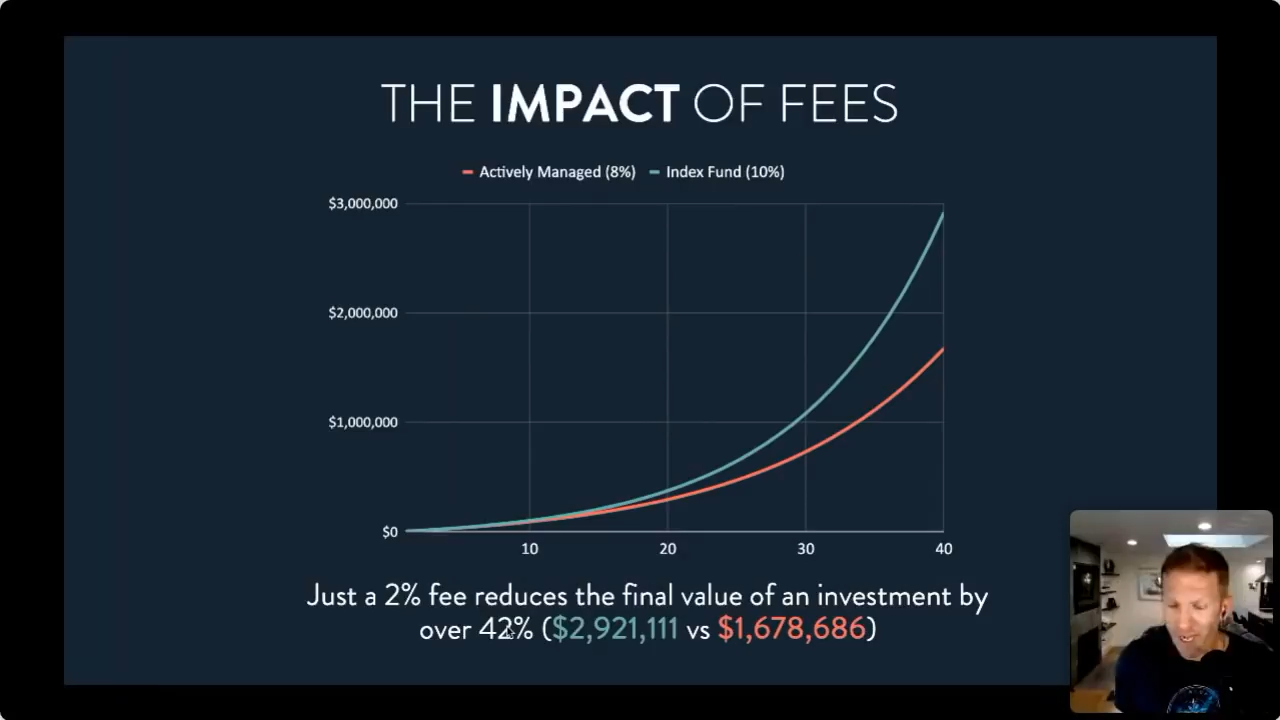 THE IMPACT OF FEES
Actively Managed (8%) Index Fund (10%)
$3,000,000
$2,000,000
$1,000,000
$0
10 20 30 40
Just a 2% fee reduces the final value of an investment by
over 42% ($2,921,111 vs $1,678,686)